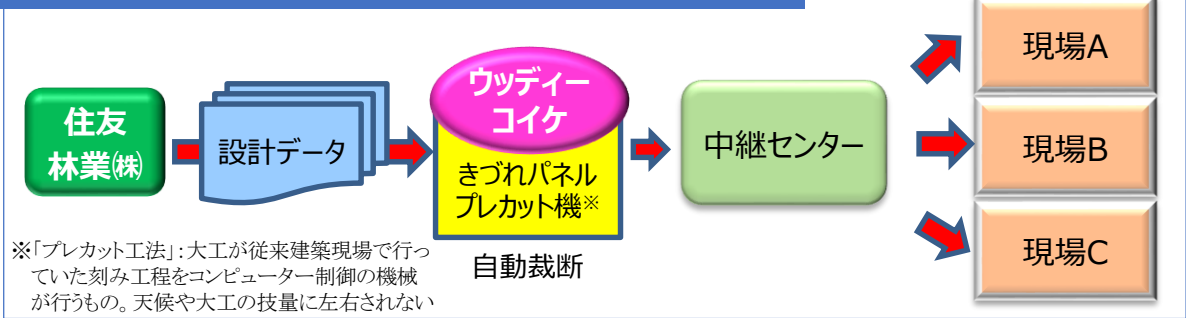 住友
林業㈱
設計データ
ウッディー
コイケ
きづれパネル
プレカット機※
自動裁断
中継センター
現場A
現場B
現場C
※「プレカット工法」：大工が従来建築現場で行っ
ていた刻み工程をコンピューター制御の機械
が行うもの。天候や大工の技量に左右されない